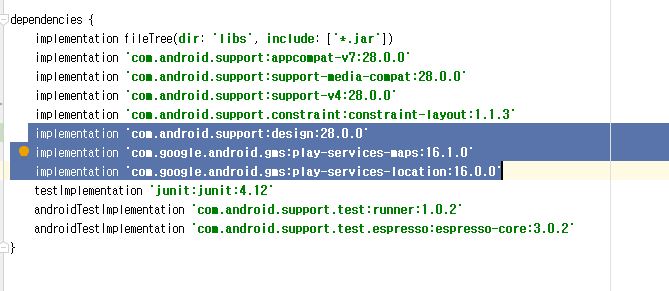 dependencies {
implementation fileTree(dir: 'libs', include: ['*.jar'])
implementation 'com.android.support:appcompat-v7:28.0.0'
implementation 'com.android.support:support-media-compat:28.0.0'
implementation 'com.android.support:support-v4:28.0.0'
implementation 'com.android.support.constraint:constraint-layout:1.1.3'
implementation 'com.android.support:design:28.0.0'
implementation 'com.google.android.gms:play-services-maps:16.1.0'
implementation 'com.google.android.gms:play-services-location:16.0.0'
testImplementation 'junit:junit:4.12'
androidTestImplementation 'com.android.support.test:runner:1.0.2'
androidTestImplementation 'com.android.support.test.espresso:espresso-core:3.0.2'
}